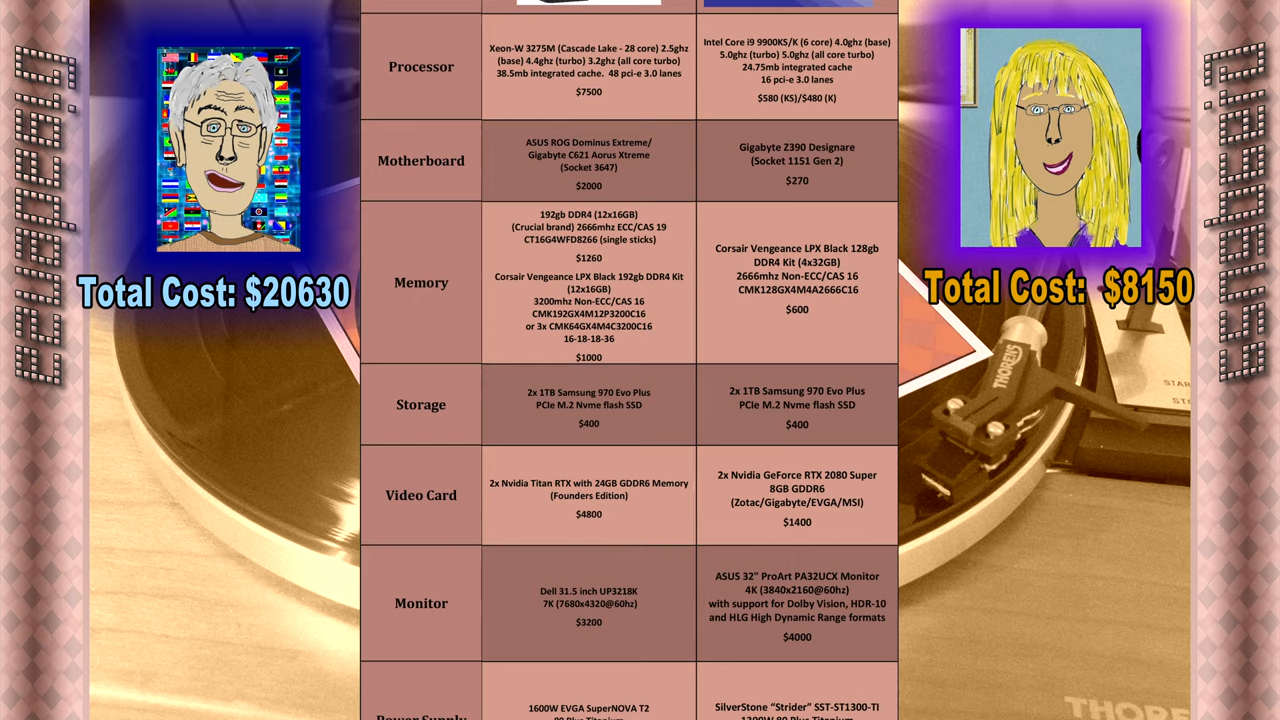 Processor
Xeon-W 3275M (Cascade Lake - 28 core) 2.5ghz
(base) 4.4ghz (turbo) 3.2ghz (all core turbo)
38.5mb integrated cache.  48 pci-e 3.0 lanes
$7500
Intel Core i9 9900KS/K (6 core) 4.0ghz (base)
5.0ghz (turbo) 5.0ghz (all core turbo)
24.75mb integrated cache
16 pci-e 3.0 lanes
$580 (KS)/$480 (K)
Motherboard
ASUS ROG Dominus Extreme/
Gigabyte C621 Aorus Xtreme
(Socket 3647)
$2000
Gigabyte Z390 Designare
(Socket 1151 Gen 2)
$270
Memory
192gb DDR4 (12x16GB)
(Crucial brand) 2666mhz ECC/CAS 19
CT16G4WFD8266 (single sticks)
$1260
Corsair Vengeance LPX Black 192gb DDR4 Kit
(12x16GB)
3200mhz Non-ECC/CAS 16
CMK192GX4M12P3200C16
or 3x CMK64GX4M4C3200C16
16-18-18-36
$1000
Corsair Vengeance LPX Black 128gb
DDR4 Kit (4x32GB)
2666mhz Non-ECC/CAS 16
CMK128GX4M4A2666C16
$600
Storage
2x 1TB Samsung 970 Evo Plus
PCIe M.2 Nvme flash SSD
$400
2x 1TB Samsung 970 Evo Plus
PCIe M.2 Nvme flash SSD
$400
Video Card
2x Nvidia Titan RTX with 24GB GDDR6 Memory
(Founders Edition)
$4800
2x Nvidia GeForce RTX 2080 Super
8GB GDDR6
(Zotac/Gigabyte/EVGA/MSI)
$1400
Monitor
Dell 31.5 inch UP3218K
7K (7680x4320@60hz)
$3200
ASUS 32" ProArt PA32UCX Monitor
4K (3840x2160@60hz)
with support for Dolby Vision, HDR-10
and HLG High Dynamic Range formats
$4000
Power Supply
1600W EVGA SuperNOVA T2
80 Plus Titanium
SilverStone “Strider” SST-ST1300-TI
1300W 80 Plus Titanium
Total Cost: $20630
Total Cost:  $8150
THORENS
STAR
THORENS